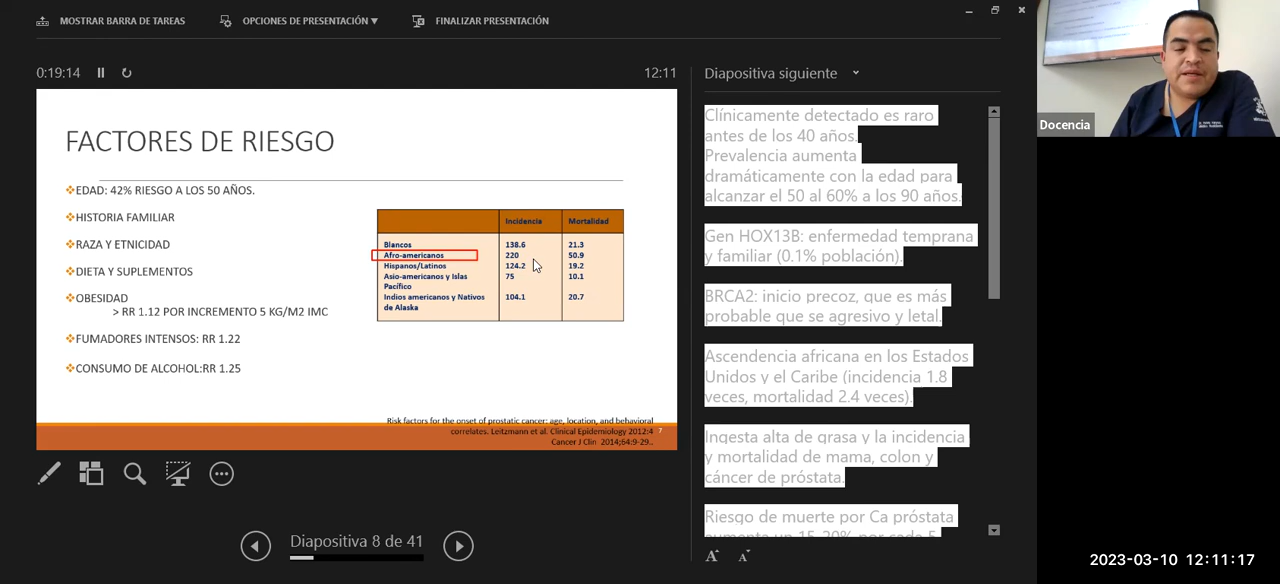 MOSTRAR BARRA DE TAREAS
OPCIONES DE PRESENTACIÓN ▼
FINALIZAR PRESENTACIÓN
0:19:14
12:11
FACTORES DE RIESGO
❖EDAD: 42% RIESGO A LOS 50 AÑOS.
❖HISTORIA FAMILIAR
❖RAZA Y ETNICIDAD
❖DIETA Y SUPLEMENTOS
❖OBESIDAD
> RR 1.12 POR INCREMENTO 5 KG/M2 IMC
❖FUMADORES INTENSOS: RR 1.22
❖CONSUMO DE ALCOHOL:RR 1.25
Incidencia Mortalidad
Blancos 138.6 21.3
Afro-americanos 220 50.9
Hispanos/Latinos 124.2 19.2
Asio-americanos y Islas 75 10.1
Pacífico
Indios americanos y Nativos 104.1 20.7
de Alaska
Risk factors for the onset of prostatic cancer: age, location, and behavioral
correlates. Leitzmann et al. Clinical Epidemiology 2012:4
Cancer J Clin 2014;64:9-29..
7
Diapositiva 8 de 41
Diapositiva siguiente
Clínicamente detectado es raro
antes de los 40 años.
Prevalencia aumenta
dramáticamente con la edad para
alcanzar el 50 al 60% a los 90 años.
Gen HOX13B: enfermedad temprana
y familiar (0.1% población).
BRCA2: inicio precoz, que es más
probable que se agresivo y letal.
Ascendencia africana en los Estados
Unidos y el Caribe (incidencia 1.8
veces, mortalidad 2.4 veces).
Ingesta alta de grasa y la incidencia
y mortalidad de mama, colon y
cáncer de próstata.
Riesgo de muerte por Ca próstata
aumenta un 15-20% por cada 5
A A
Docencia
2023-03-10 12:11:17